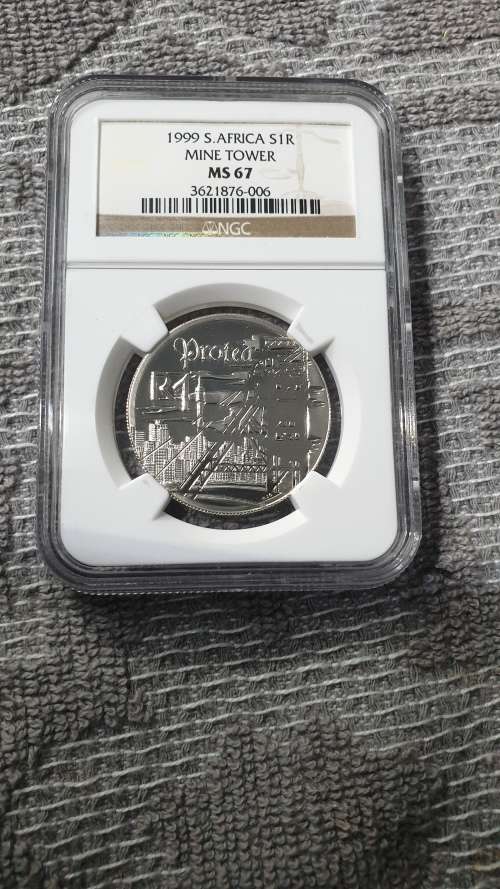 1999 S.AFRICA S1R
MINE TOWER
MS 67
3621876-006
NGC
Protea
R1